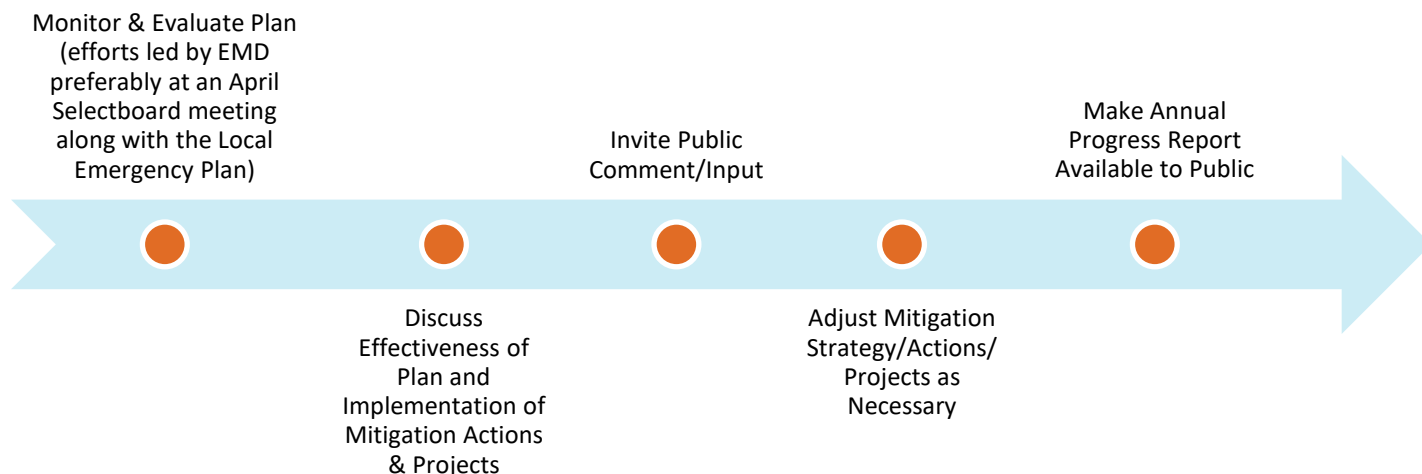 Monitor & Evaluate Plan
(efforts led by EMD
preferably at an April
Selectboard meeting
along with the Local
Emergency Plan)
Discuss
Effectiveness of
Plan and
Implementation of
Mitigation Actions
& Projects
Invite Public
Comment/Input
Adjust Mitigation
Strategy/Actions/
Projects as
Necessary
Make Annual
Progress Report
Available to Public